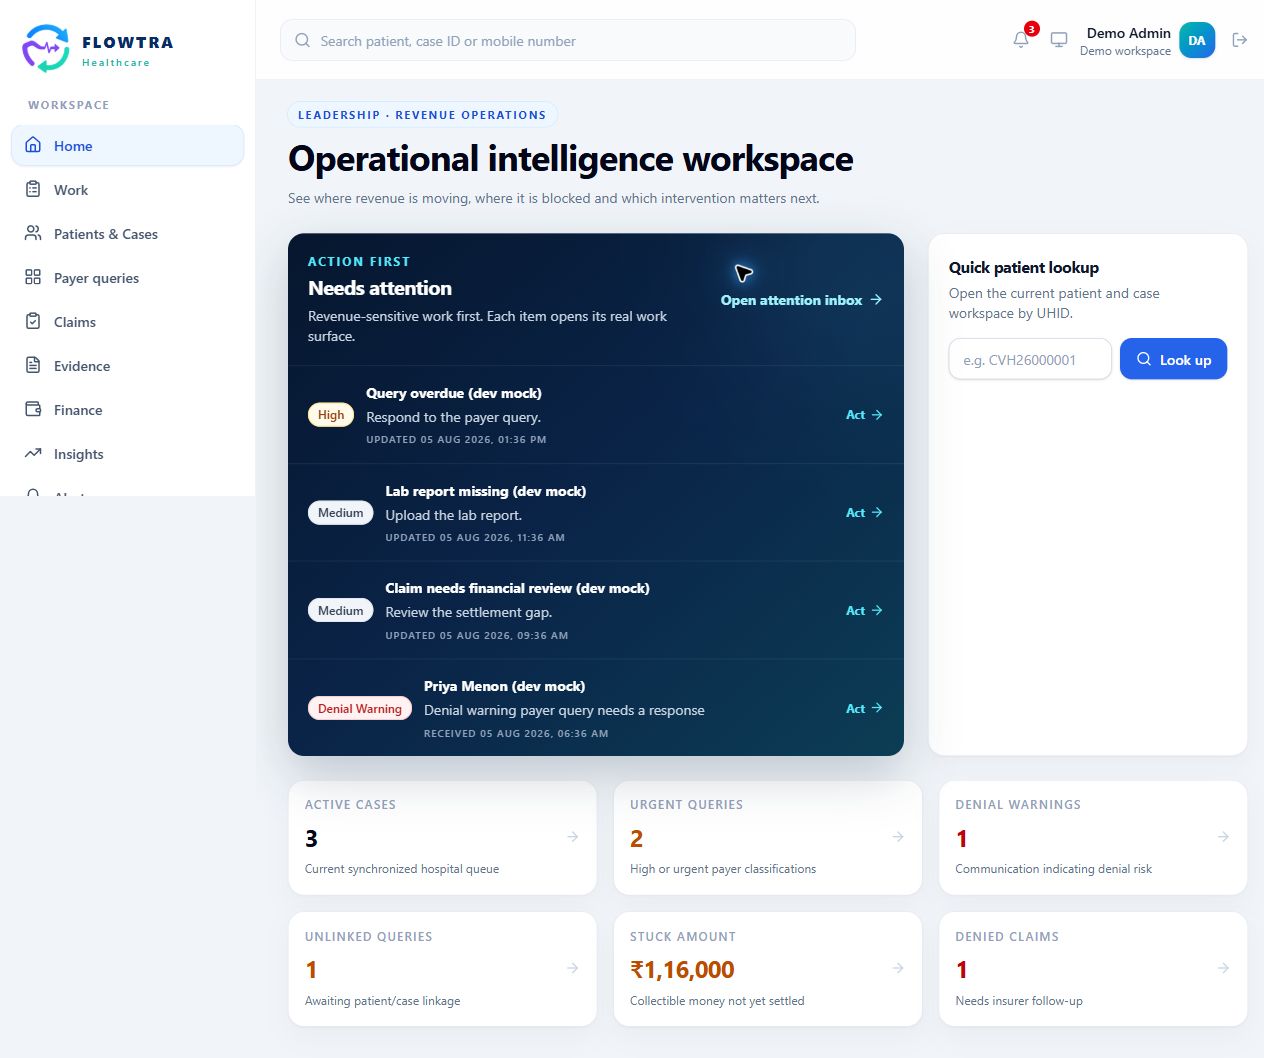 FLOWTRA
Healthcare
WORKSPACE
Home
Work
Patients & Cases
Payer queries
Claims
Evidence
Finance
Insights
Search patient, case ID or mobile number
3
Demo Admin
Demo workspace
DA
LEADERSHIP · REVENUE OPERATIONS
Operational intelligence workspace
See where revenue is moving, where it is blocked and which intervention matters next.
ACTION FIRST
Needs attention
Revenue-sensitive work first. Each item opens its real work
surface.
Open attention inbox →
High
Query overdue (dev mock)
Respond to the payer query.
UPDATED 05 AUG 2026, 01:36 PM
Act →
Medium
Lab report missing (dev mock)
Upload the lab report.
UPDATED 05 AUG 2026, 11:36 AM
Act →
Medium
Claim needs financial review (dev mock)
Review the settlement gap.
UPDATED 05 AUG 2026, 09:36 AM
Act →
Denial Warning
Priya Menon (dev mock)
Denial warning payer query needs a response
RECEIVED 05 AUG 2026, 06:36 AM
Act →
Quick patient lookup
Open the current patient and case
workspace by UHID.
e.g. CVH26000001
Look up
ACTIVE CASES
3
Current synchronized hospital queue
URGENT QUERIES
2
High or urgent payer classifications
DENIAL WARNINGS
1
Communication indicating denial risk
UNLINKED QUERIES
1
Awaiting patient/case linkage
STUCK AMOUNT
₹1,16,000
Collectible money not yet settled
DENIED CLAIMS
1
Needs insurer follow-up